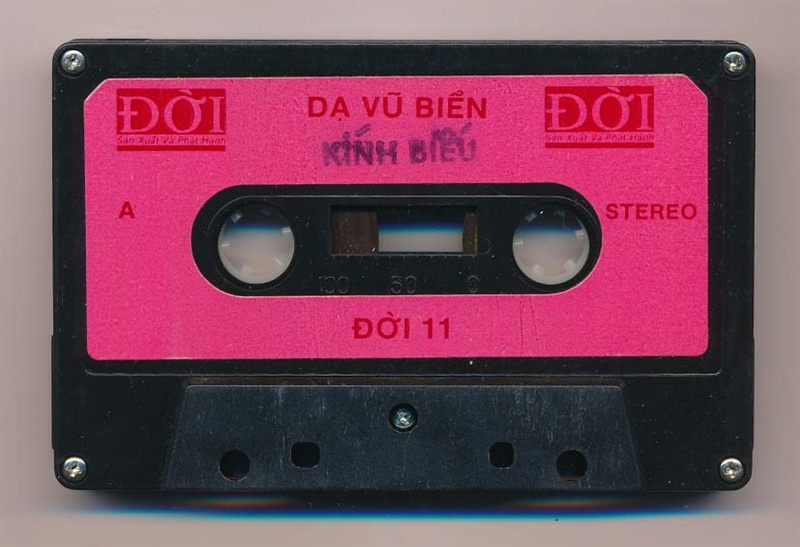 ĐỜI
Sản Xuất Và Phát Hành
DẠ VŨ BIỂN
ĐỜI
Sản Xuất Và Phát Hành
KÍNH BIẾU
A
STEREO
100 50 0
ĐỜI 11